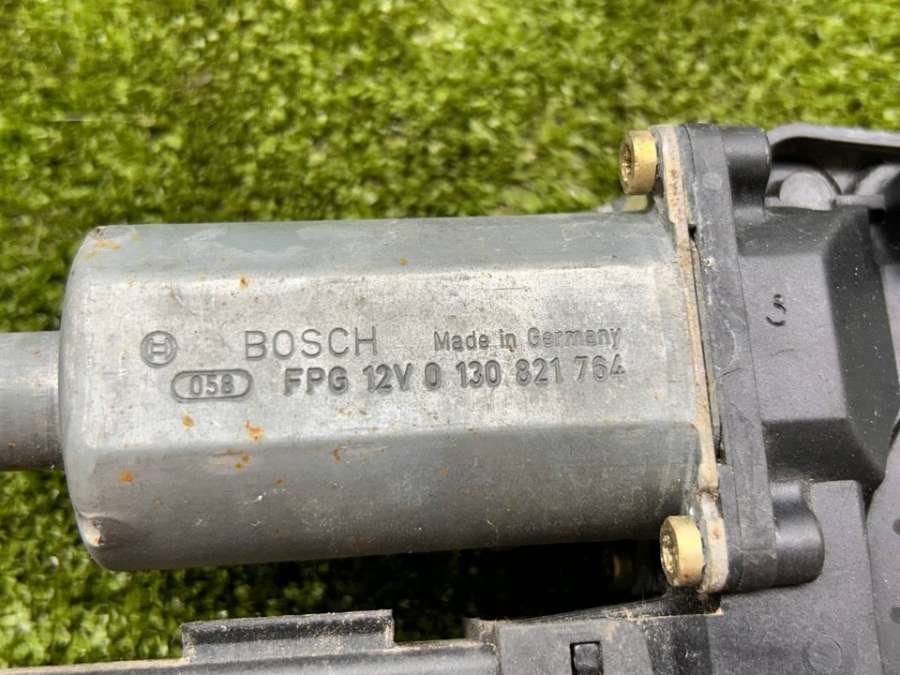 BOSCH Made in Germany
058 FPG 12V 0 130 821 764